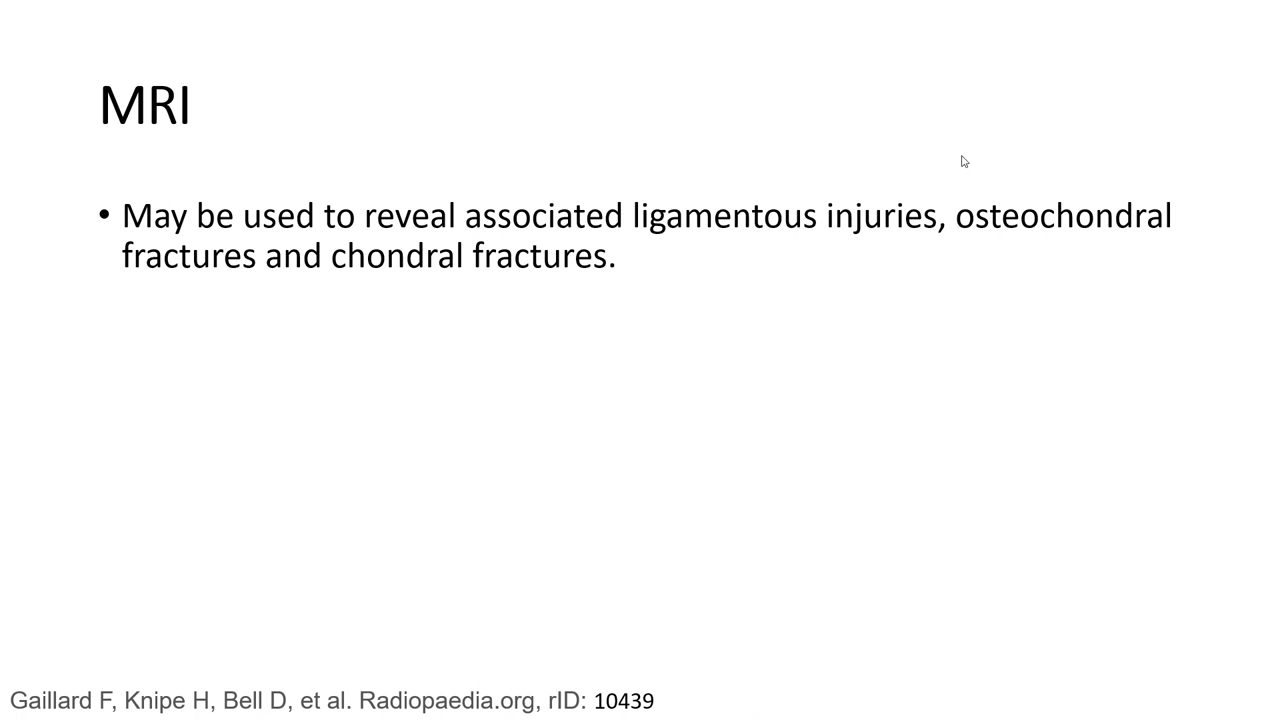 MRI
• May be used to reveal associated ligamentous injuries, osteochondral
fractures and chondral fractures.
Gaillard F, Knipe H, Bell D, et al. Radiopaedia.org, rID: 10439